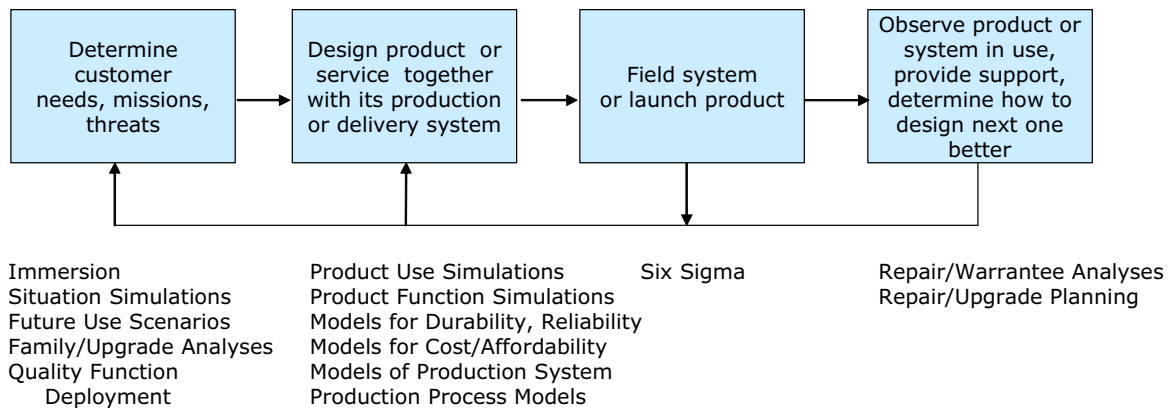 Determine
customer
needs, missions,
threats
Design product or
service together
with its production
or delivery system
Field system
or launch product
Observe product or
system in use,
provide support,
determine how to
design next one
better
Immersion
Situation Simulations
Future Use Scenarios
Family/Upgrade Analyses
Quality Function
Deployment
Product Use Simulations
Product Function Simulations
Models for Durability, Reliability
Models for Cost/Affordability
Models of Production System
Production Process Models
Six Sigma
Repair/Warrantee Analyses
Repair/Upgrade Planning